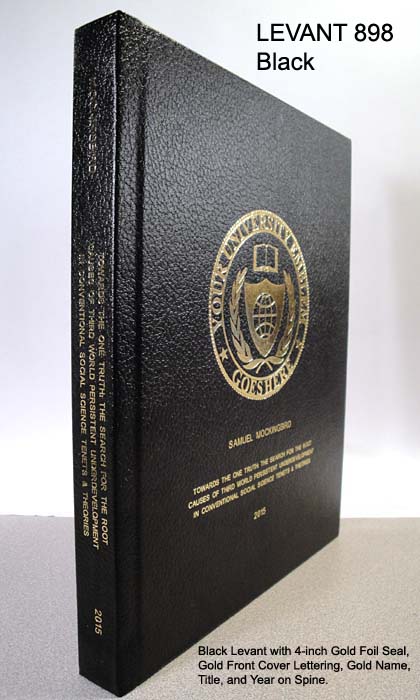 LEVANT 898
Black
MOCKINGBIRD
TOWARDS THE ONE TRUTH: THE SEARCH FOR THE ROOT
CAUSES OF THIRD WORLD PERSISTENT UNDERDEVELOPMENT
IN CONVENTIONAL SOCIAL SCIENCE TENETS & THEORIES
2015
YOUR UNIVERSITY EMBLEM
GOES HERE
SAMUEL MOCKINGBIRD
TOWARDS THE ONE TRUTH: THE SEARCH FOR THE ROOT
CAUSES OF THIRD WORLD PERSISTENT UNDERDEVELOPMENT
IN CONVENTIONAL SOCIAL SCIENCE TENETS & THEORIES
2015
Black Levant with 4-inch Gold Foil Seal,
Gold Front Cover Lettering, Gold Name,
Title, and Year on Spine.